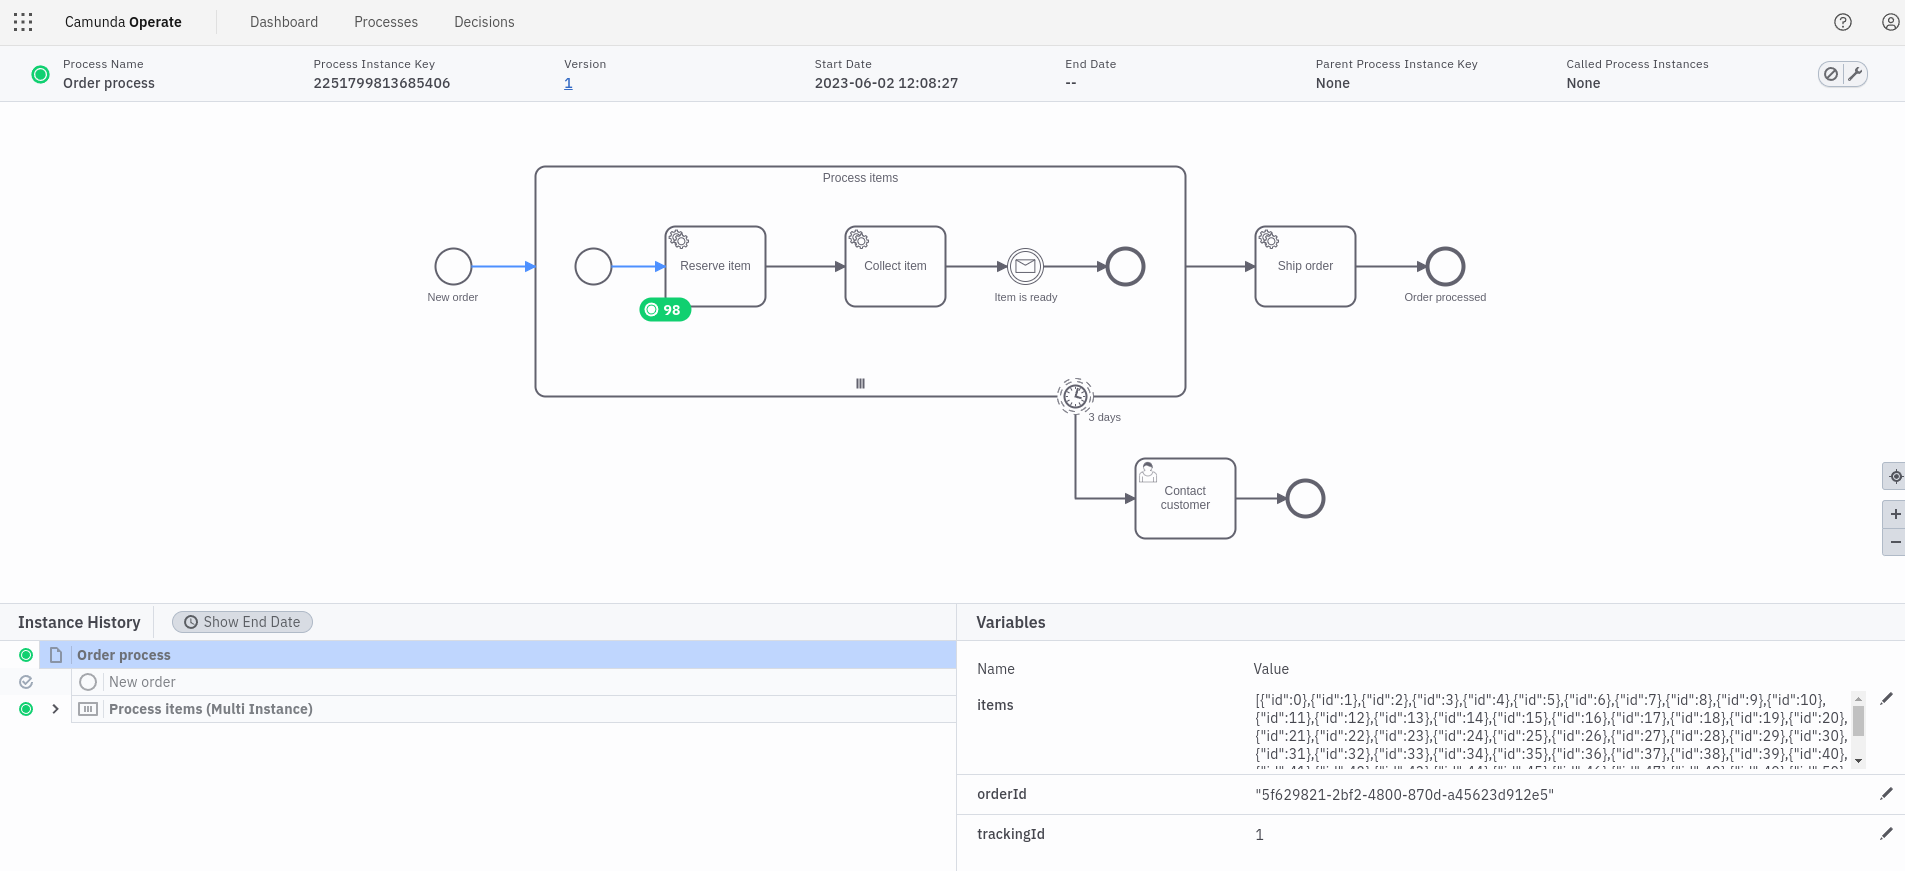 Camunda Operate Dashboard Processes Decisions
Process Name Process Instance Key Version Start Date End Date Parent Process Instance Key Called Process Instances
Order process 2251799813685406 1 2023-06-02 12:08:27 -- None None
Process items
Reserve item Collect item Ship order
New order Item is ready Order processed
98
3 days
Contact
customer
Instance History Show End Date
Order process
New order
Process items (Multi Instance)
Variables
Name Value
items
[{"id":0},{"id":1},{"id":2},{"id":3},{"id":4},{"id":5},{"id":6},{"id":7},{"id":8},{"id":9},{"id":10},
{"id":11},{"id":12},{"id":13},{"id":14},{"id":15},{"id":16},{"id":17},{"id":18},{"id":19},{"id":20},
{"id":21},{"id":22},{"id":23},{"id":24},{"id":25},{"id":26},{"id":27},{"id":28},{"id":29},{"id":30},
{"id":31},{"id":32},{"id":33},{"id":34},{"id":35},{"id":36},{"id":37},{"id":38},{"id":39},{"id":40},
orderId "5f629821-2bf2-4800-870d-a45623d912e5"
trackingId 1